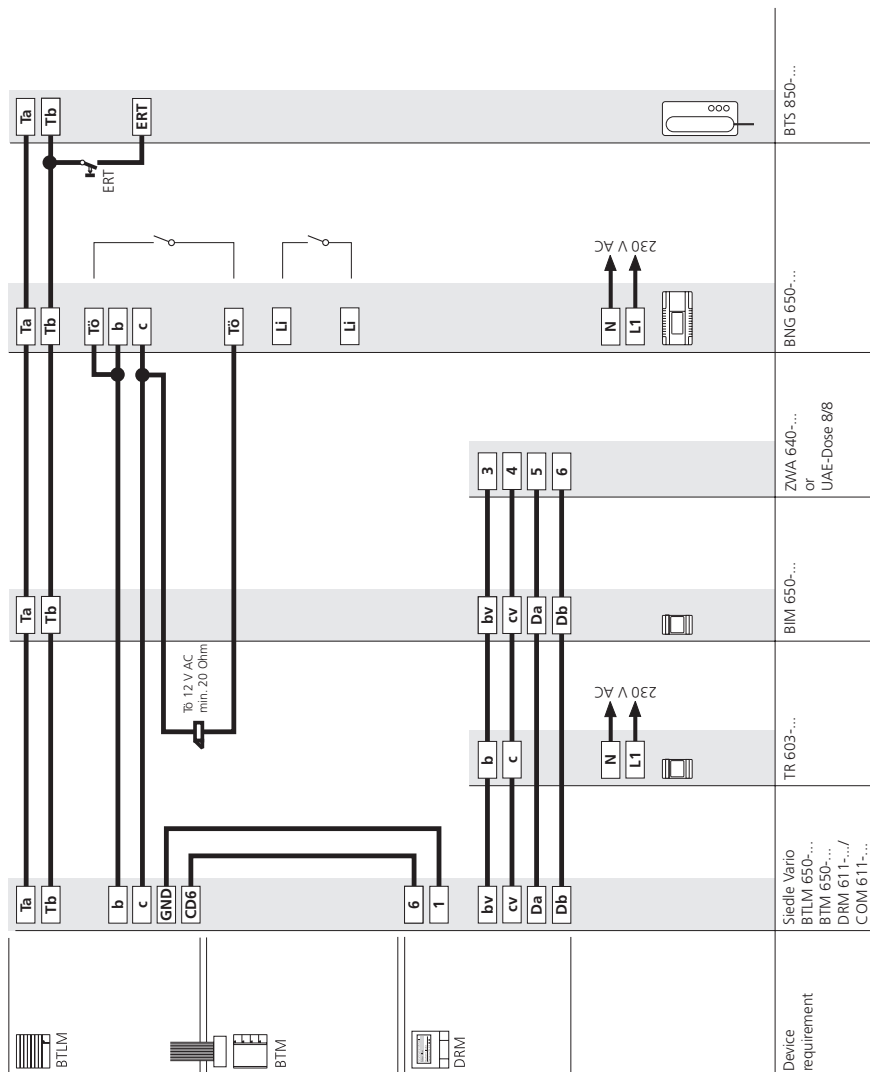 Ta Ta Ta Ta
Tb Tb Tb Tb
BTLM
Tö
ERT
b b
c c ERT
GND
CD6
Tö 12 V AC
min. 20 Ohm
Tö
BTM
Li
Li
6
1
DRM
bv b bv 3
cv c cv 4
Da Da 5
Db Db 6
N
L1
230 V AC
N
L1
230 V AC
Device
requirement
Siedle Vario
BTLM 650-...
BTM 650-...
DRM 611-.../
COM 611-...
TR 603-...
BIM 650-...
ZWA 640-...
or
UAE-Dose 8/8
BNG 650-...
BTS 850-...